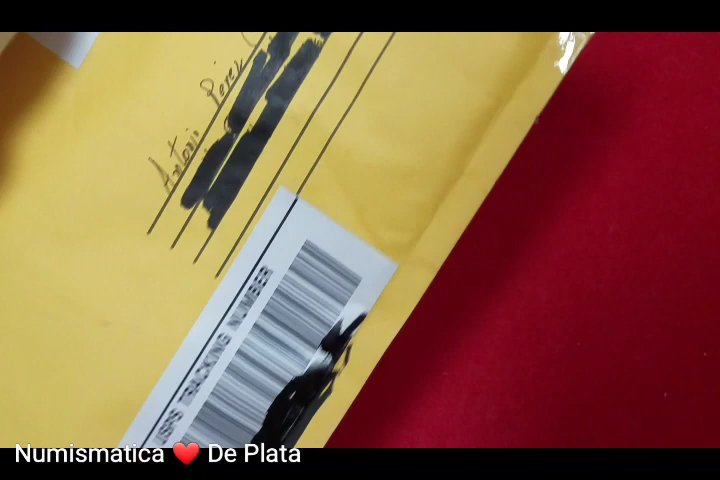 Antonio Perez
USPS TRACKING NUMBER
Numismatica ❤️ De Plata